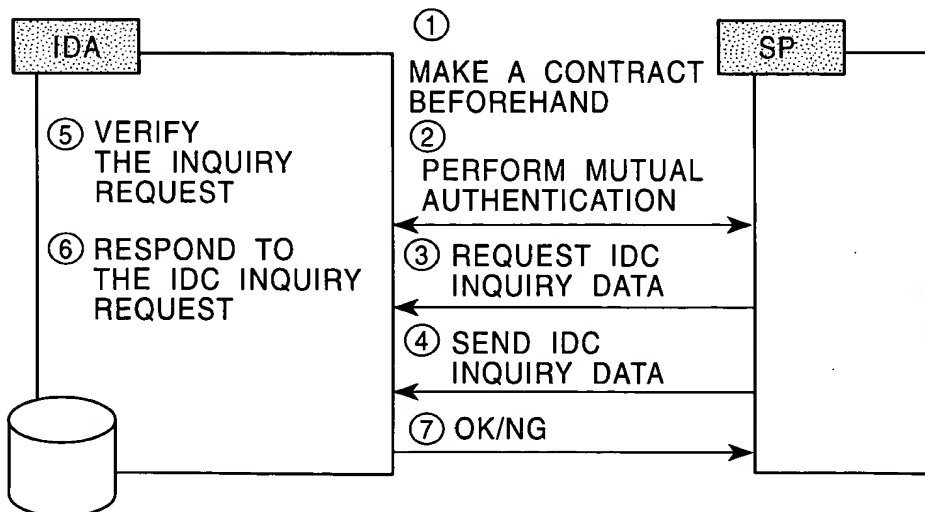 IDA
SP
① 
MAKE A CONTRACT
BEFOREHAND
②
PERFORM MUTUAL
AUTHENTICATION
③ REQUEST IDC
INQUIRY DATA
④ SEND IDC
INQUIRY DATA
⑤ VERIFY
THE INQUIRY
REQUEST
⑥ RESPOND TO
THE IDC INQUIRY
REQUEST
⑦ OK/NG